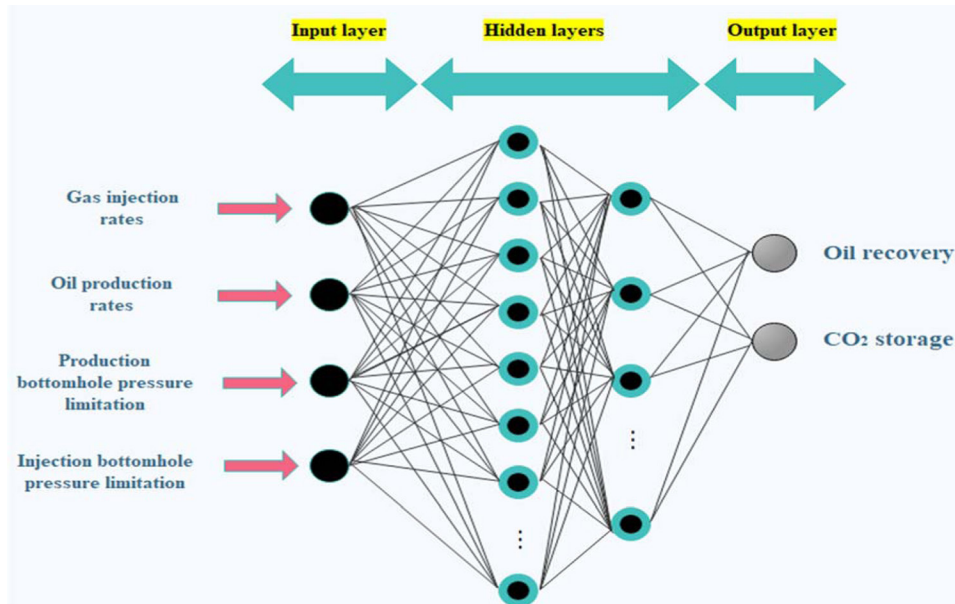 Input layer
Hidden layers
Output layer
Gas injection
rates
Oil production
rates
Production
bottomhole pressure
limitation
Injection bottomhole
pressure limitation
Oil recovery
CO₂ storage